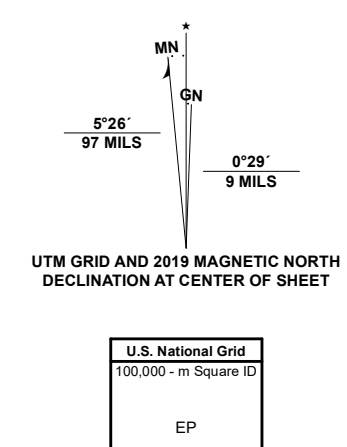 ★
MN
GN
5°26´
97 MILS
0°29´
9 MILS
UTM GRID AND 2019 MAGNETIC NORTH
DECLINATION AT CENTER OF SHEET
U.S. National Grid
100,000 - m Square ID
EP